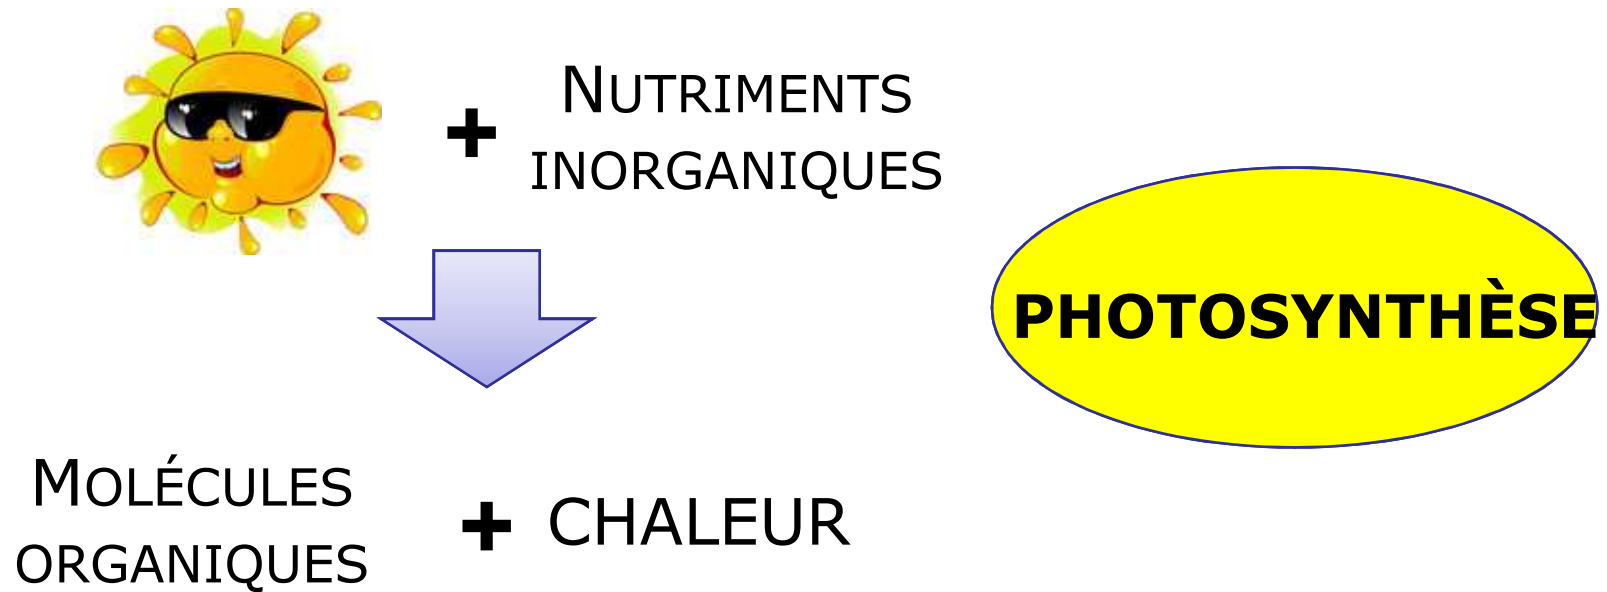 + NUTRIMENTS
INORGANIQUES
PHOTOSYNTHÈSE
MOLÉCULES
ORGANIQUES
+ CHALEUR